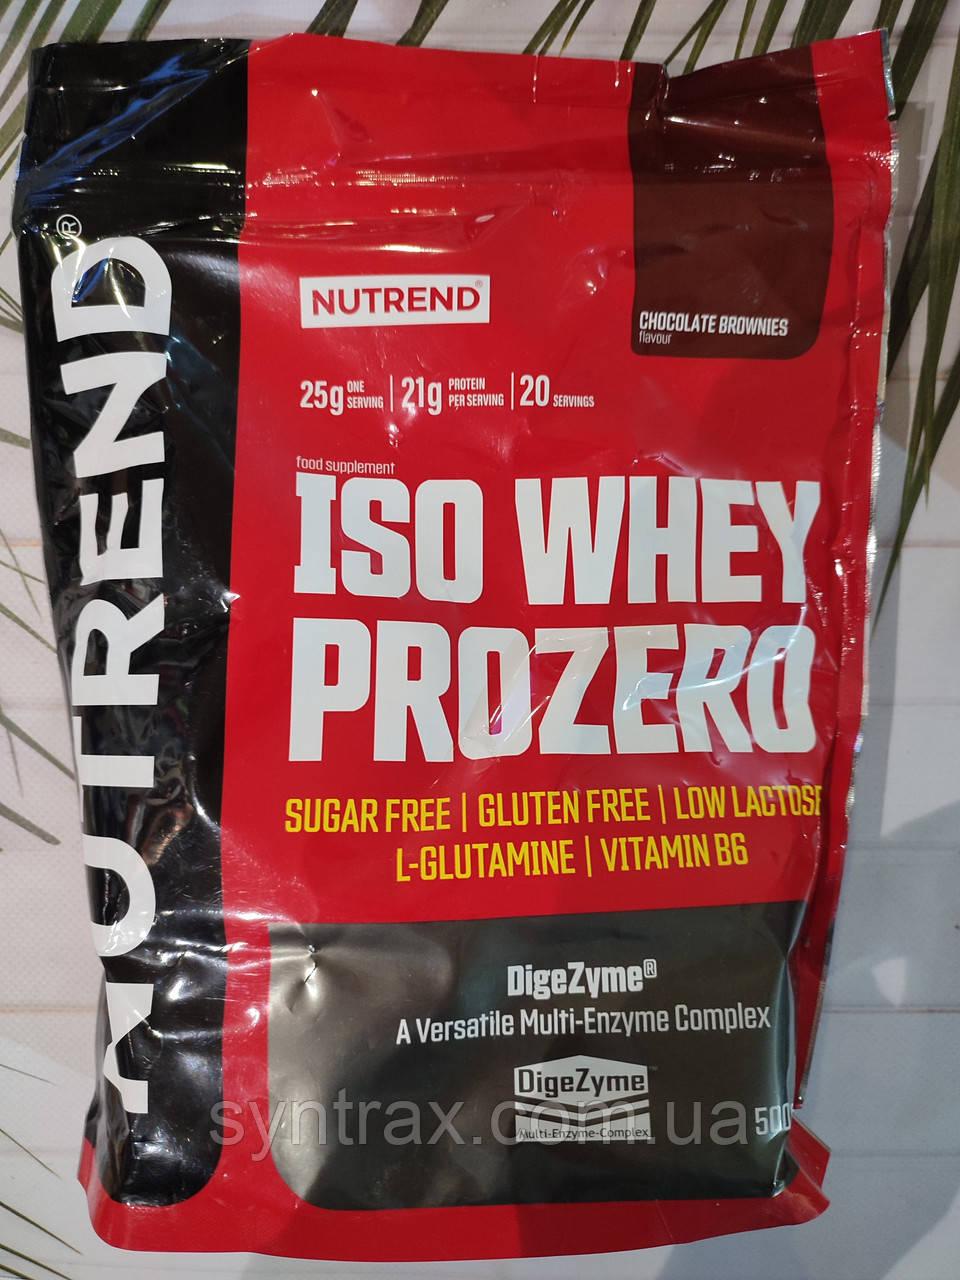 NUTREND®
NUTREND®
CHOCOLATE BROWNIES
flavour
25g ONE SERVING | 21g PROTEIN PER SERVING | 20 SERVINGS
food supplement
ISO WHEY
PROZERO
SUGAR FREE | GLUTEN FREE | LOW LACTOSE
L-GLUTAMINE | VITAMIN B6
DigeZyme®
A Versatile Multi-Enzyme Complex
DigeZyme™
Multi-Enzyme-Complex
500
syntrax.com.ua